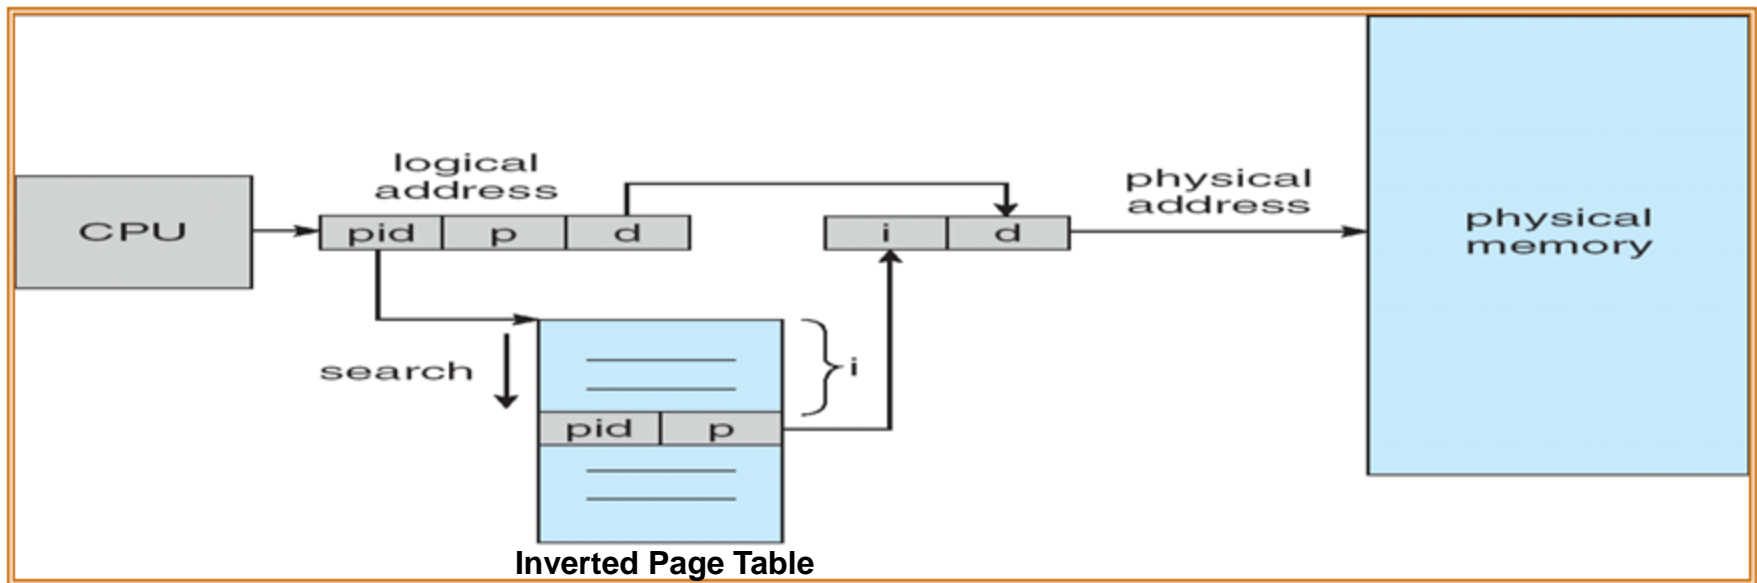 logical
address
CPU
pid
p
d
i
d
physical
address
physical
memory
search
i
pid
p
Inverted Page Table